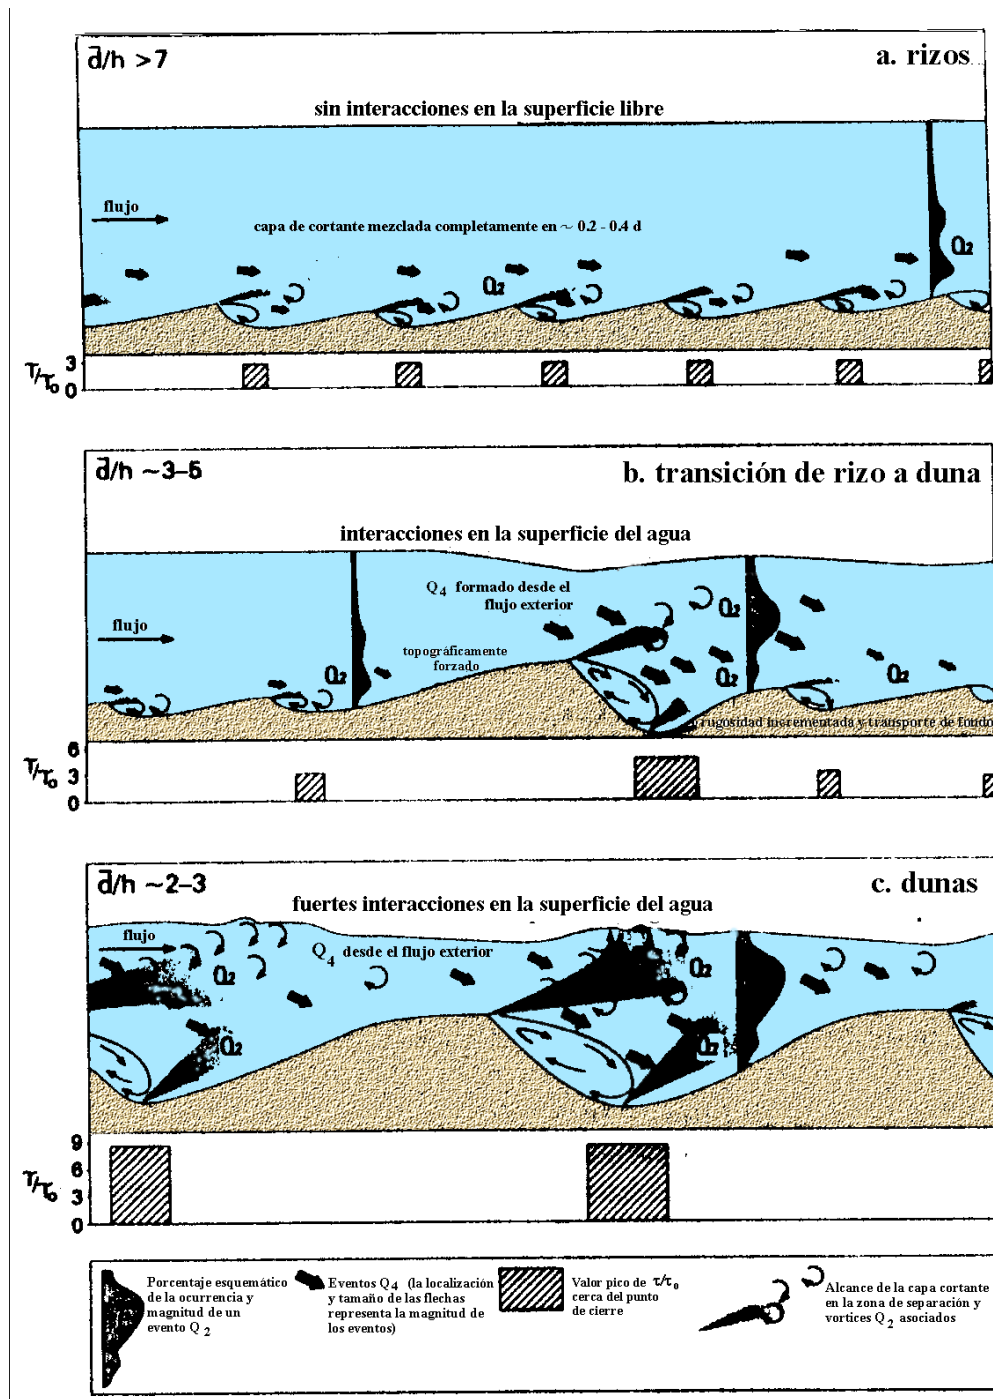 d̄/h >7
a. rizos
sin interacciones en la superficie libre
flujo
capa de cortante mezclada completamente en ~ 0.2 - 0.4 d
Q2
Q2
τ/τo
3
0
d̄/h ~3–5
b. transición de rizo a duna
interacciones en la superficie del agua
Q4 formado desde el
flujo exterior
Q2
flujo
topográficamente
forzado
Q2
Q2
Q2
rugosidad incrementada y transporte de fondo
τ/τo
6
3
0
d̄/h ~2–3
c. dunas
fuertes interacciones en la superficie del agua
flujo
Q4 desde el flujo exterior
Q2
Q2
Q2
Q2
τ/τo
9
6
3
0
Porcentaje esquemático
de la ocurrencia y
magnitud de un
evento Q2
Eventos Q4 (la localización
y tamaño de las flechas
representa la magnitud de
los eventos)
Valor pico de τ/τo
cerca del punto
de cierre
Alcance de la capa cortante
en la zona de separación y
vortices Q2 asociados